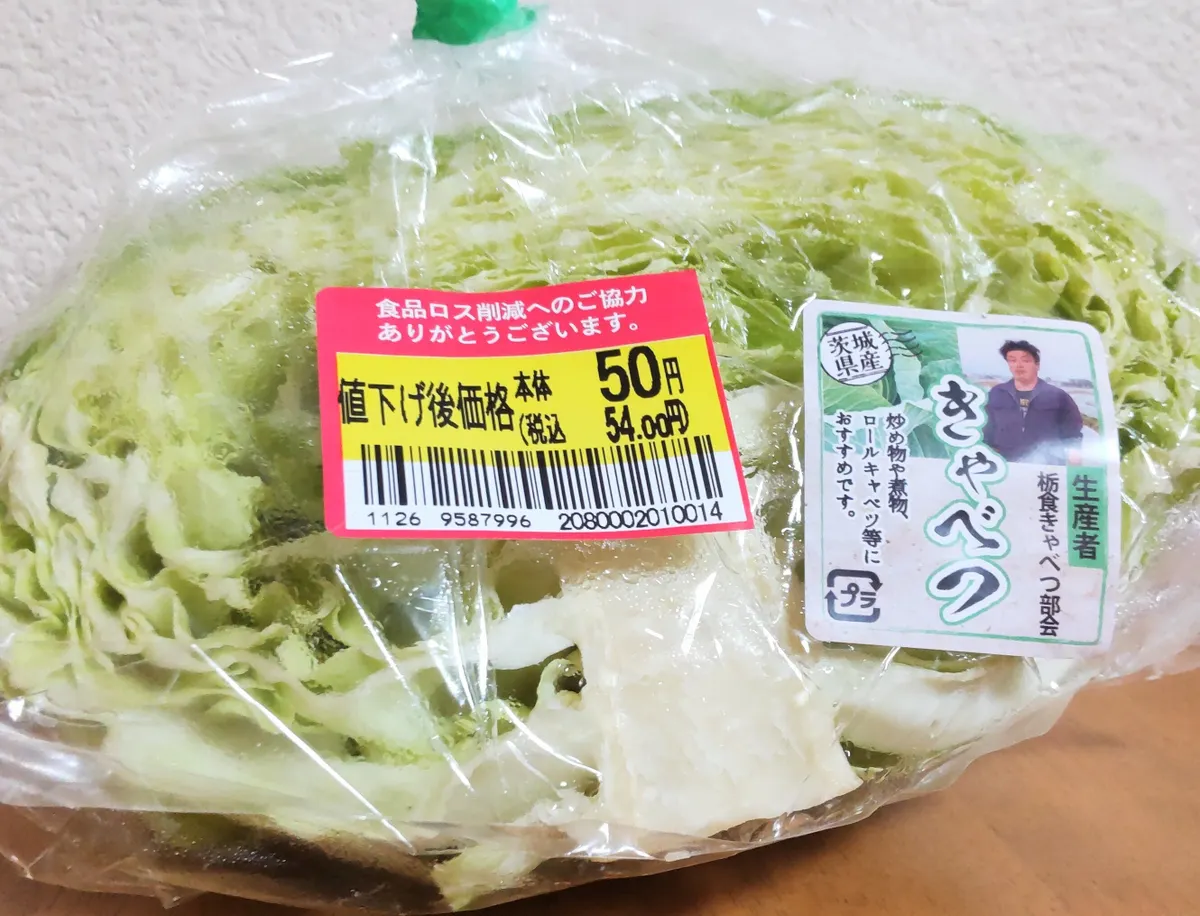 食品ロス削減へのご協力
ありがとうございます。
値下げ後価格 本体 50円
(税込 54.00円)
1126 9587996 2080002010014
茨城県産
きゃべつ
炒め物や煮物、
ロールキャベツ等に
おすすめです。
プラ
生産者
栃食きゃべつ部会